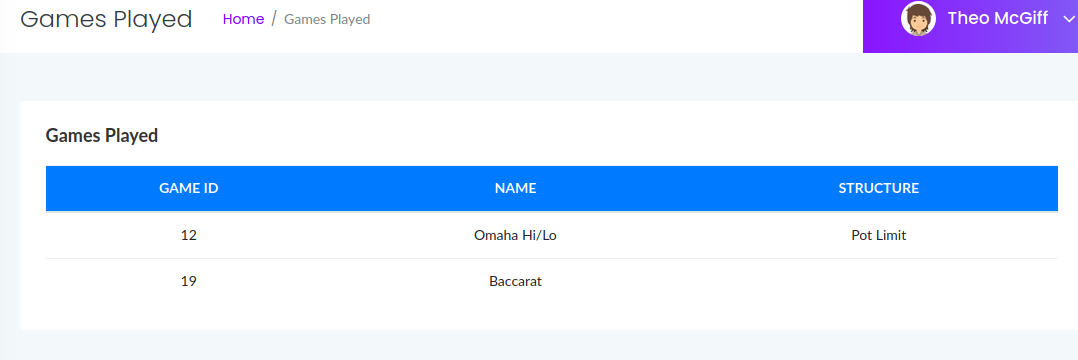 Games Played Home / Games Played Theo McGiff
Games Played
GAME ID NAME STRUCTURE
12 Omaha Hi/Lo Pot Limit
19 Baccarat